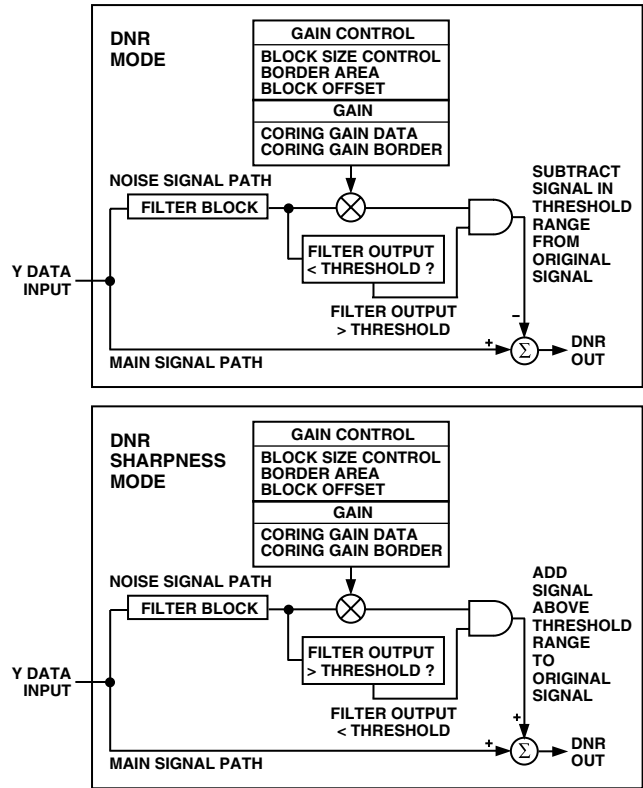 DNR
MODE
GAIN CONTROL
BLOCK SIZE CONTROL
BORDER AREA
BLOCK OFFSET
GAIN
CORING GAIN DATA
CORING GAIN BORDER
NOISE SIGNAL PATH
FILTER BLOCK
FILTER OUTPUT
< THRESHOLD ?
FILTER OUTPUT
> THRESHOLD
SUBTRACT
SIGNAL IN
THRESHOLD
RANGE
FROM
ORIGINAL
SIGNAL
Y DATA
INPUT
MAIN SIGNAL PATH
–
+
Σ
DNR
OUT
DNR
SHARPNESS
MODE
GAIN CONTROL
BLOCK SIZE CONTROL
BORDER AREA
BLOCK OFFSET
GAIN
CORING GAIN DATA
CORING GAIN BORDER
NOISE SIGNAL PATH
FILTER BLOCK
FILTER OUTPUT
> THRESHOLD ?
FILTER OUTPUT
< THRESHOLD
ADD
SIGNAL
ABOVE
THRESHOLD
RANGE
TO
ORIGINAL
SIGNAL
Y DATA
INPUT
MAIN SIGNAL PATH
+
+
Σ
DNR
OUT